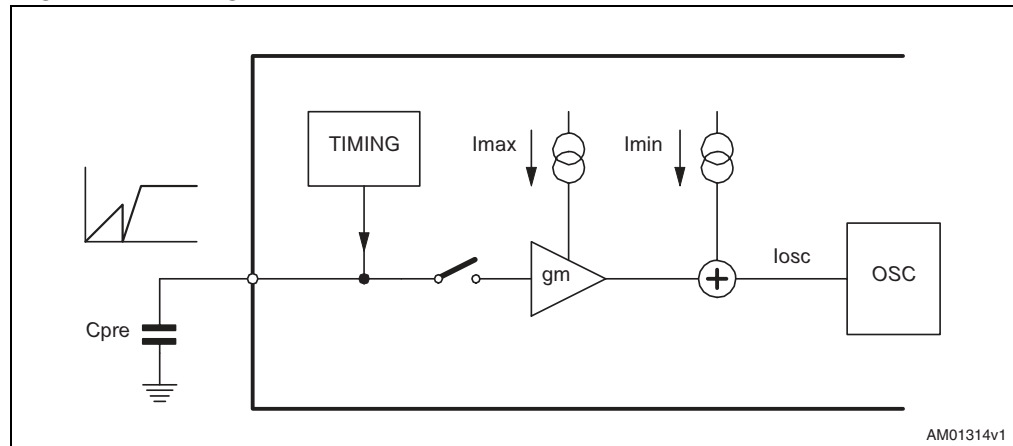 TIMING
Imax
Imin
Cpre
gm
+
Iosc
OSC
AM01314v1